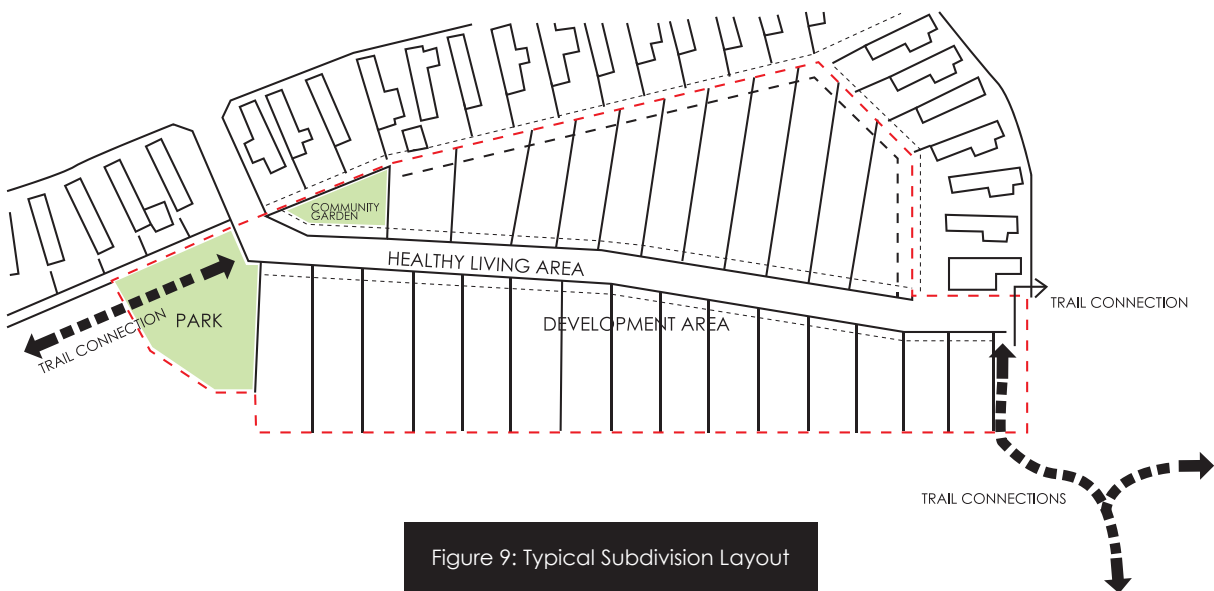 COMMUNITY
GARDEN
HEALTHY LIVING AREA
TRAIL CONNECTION
PARK
DEVELOPMENT AREA
TRAIL CONNECTION
TRAIL CONNECTIONS
Figure 9: Typical Subdivision Layout